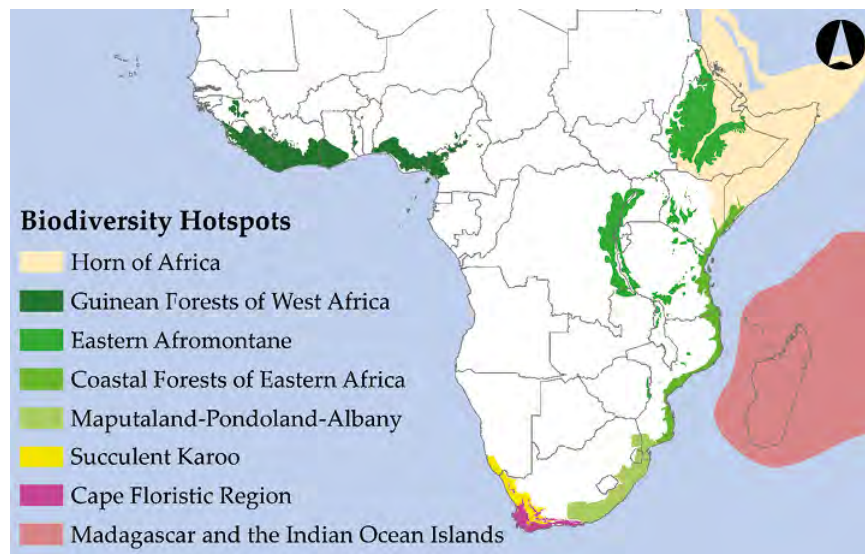 Biodiversity Hotspots
Horn of Africa
Guinean Forests of West Africa
Eastern Afromontane
Coastal Forests of Eastern Africa
Maputaland-Pondoland-Albany
Succulent Karoo
Cape Floristic Region
Madagascar and the Indian Ocean Islands